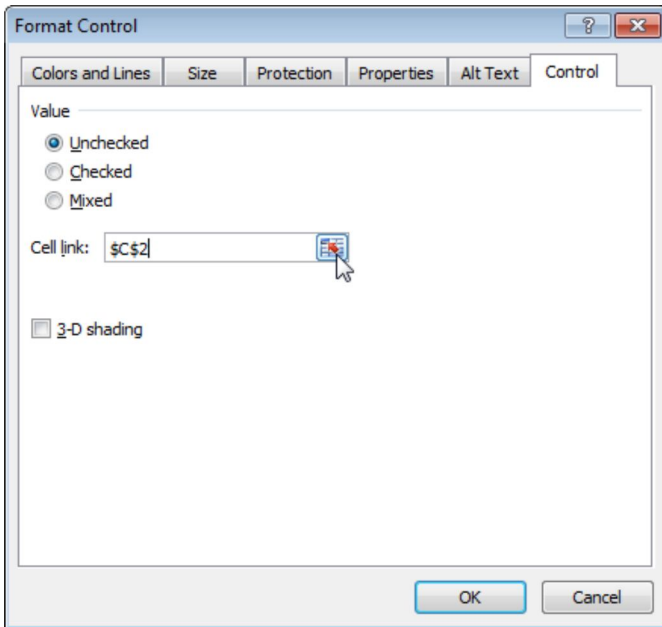 Format Control
Colors and Lines Size Protection Properties Alt Text Control
Value
Unchecked
Checked
Mixed
Cell link: $C$2
3-D shading
OK Cancel